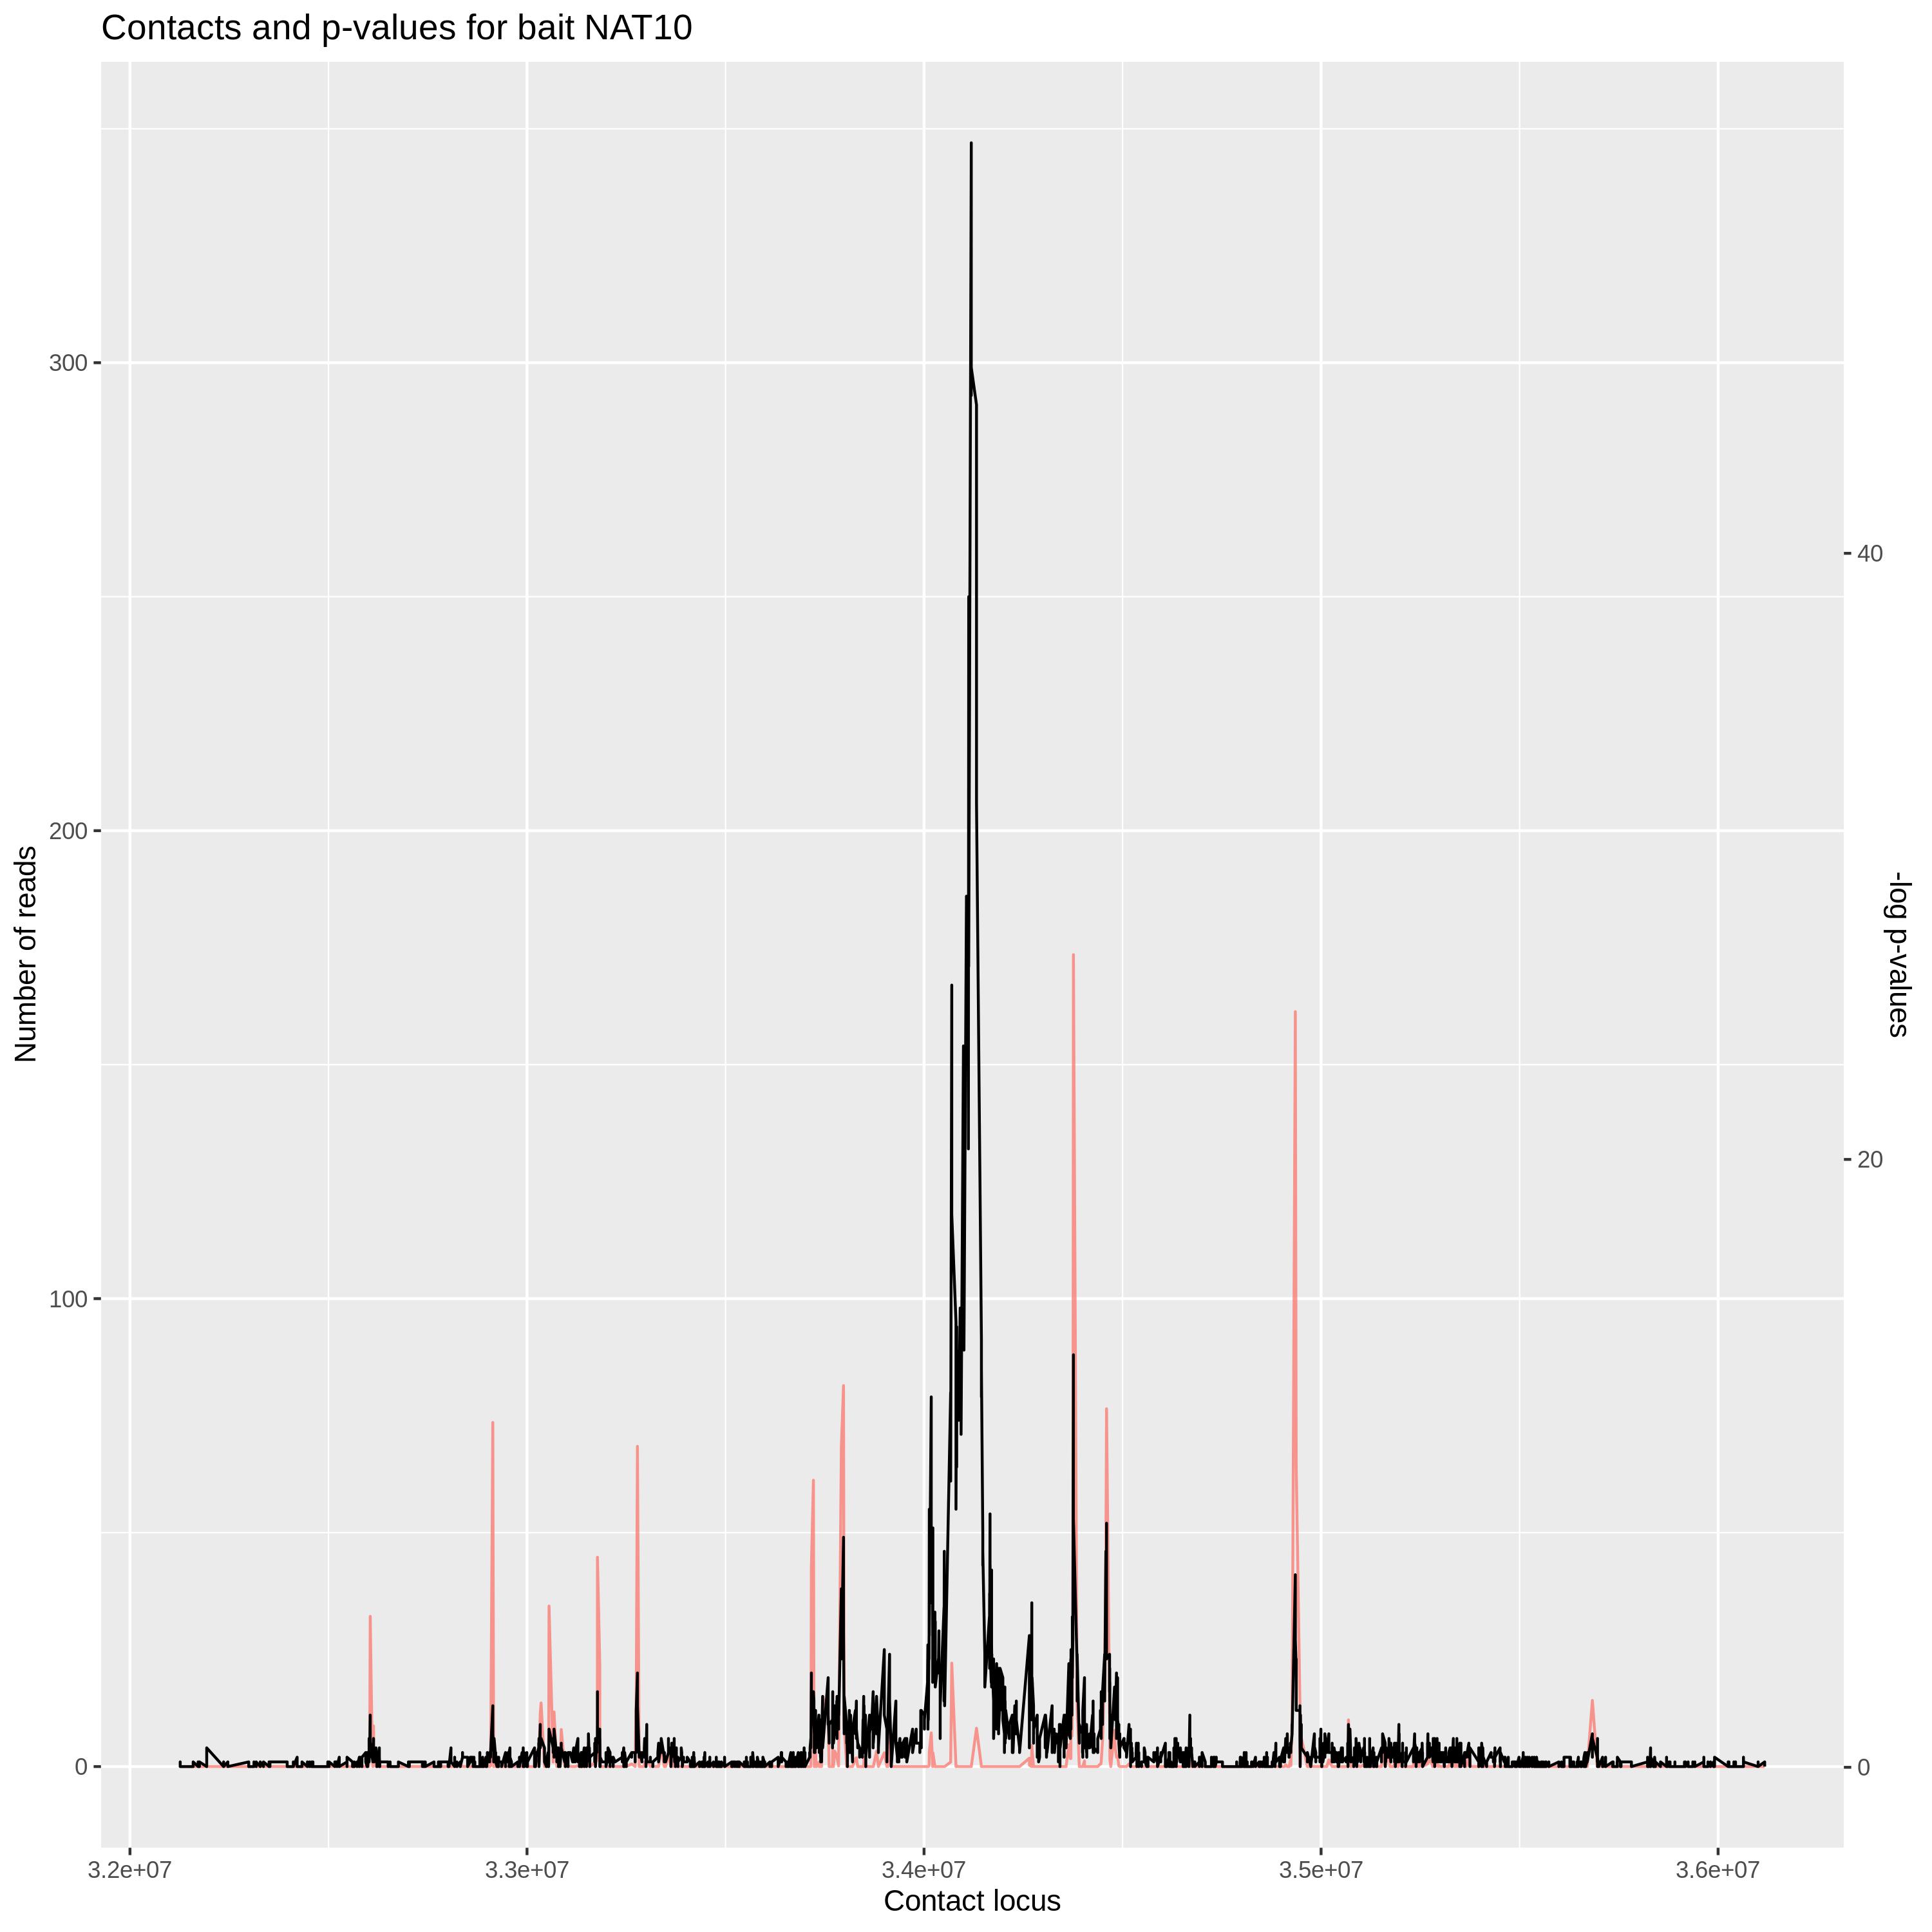 Contacts and p-values for bait NAT10
300
200
100
0
Number of reads
40
20
0
-log p-values
3.2e+07
3.3e+07
3.4e+07
3.5e+07
3.6e+07
Contact locus